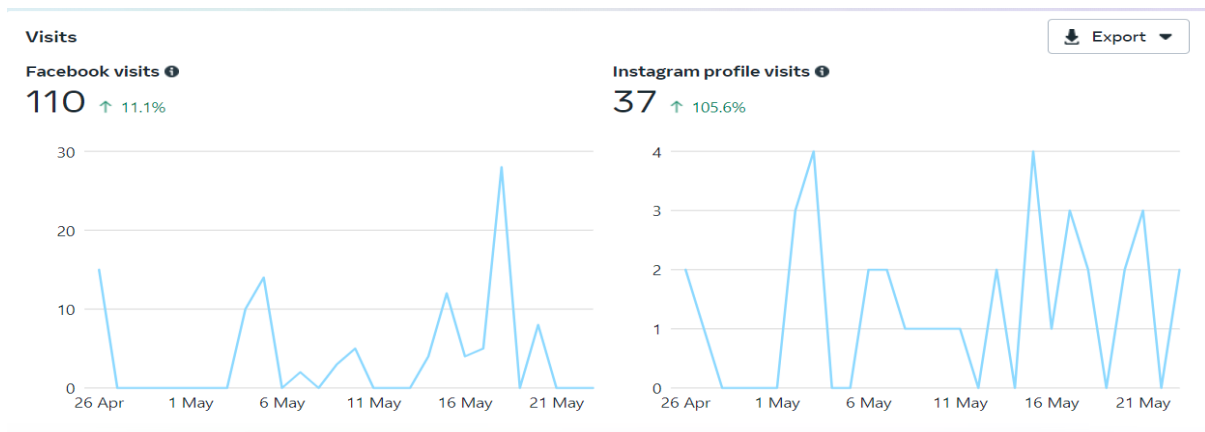 Visits
Export
Facebook visits
110 ↑ 11.1%
30
20
10
0
26 Apr 1 May 6 May 11 May 16 May 21 May
Instagram profile visits
37 ↑ 105.6%
4
3
2
1
0
26 Apr 1 May 6 May 11 May 16 May 21 May